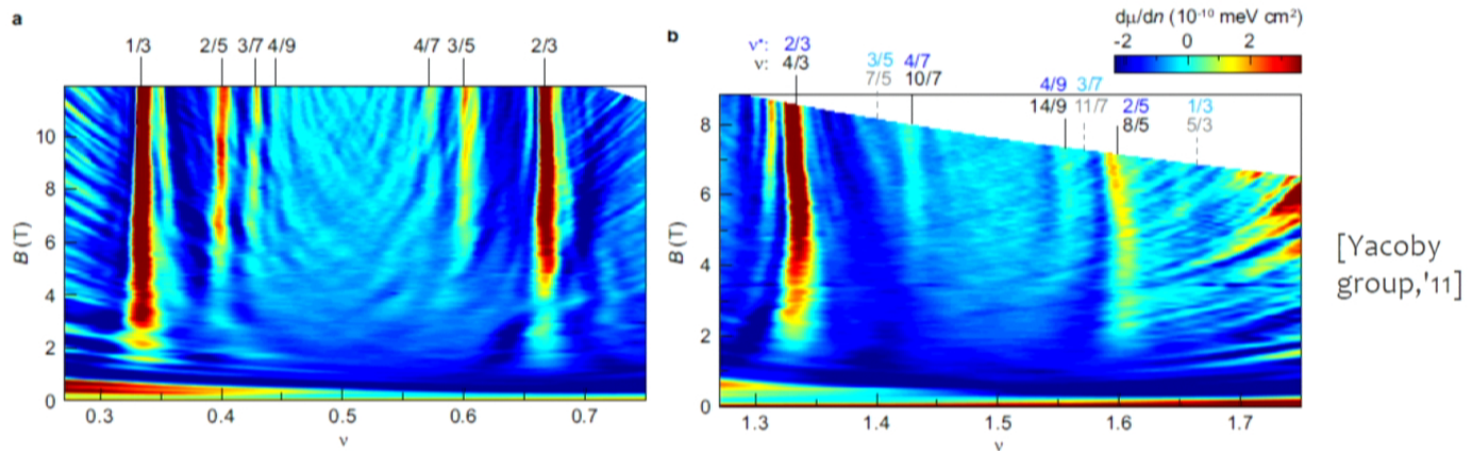 a
1/3 2/5 3/7 4/9 4/7 3/5 2/3
B (T)
10
8
6
4
2
0
0.3 0.4 0.5 0.6 0.7
ν
b
dμ/dn (10⁻¹⁰ meV cm²)
-2 0 2
ν*: 2/3 3/5 4/7 4/9 3/7 2/5 1/3
ν: 4/3 7/5 10/7 14/9 11/7 8/5 5/3
B (T)
8
6
4
2
0
1.3 1.4 1.5 1.6 1.7
ν
[Yacoby
group,'11]